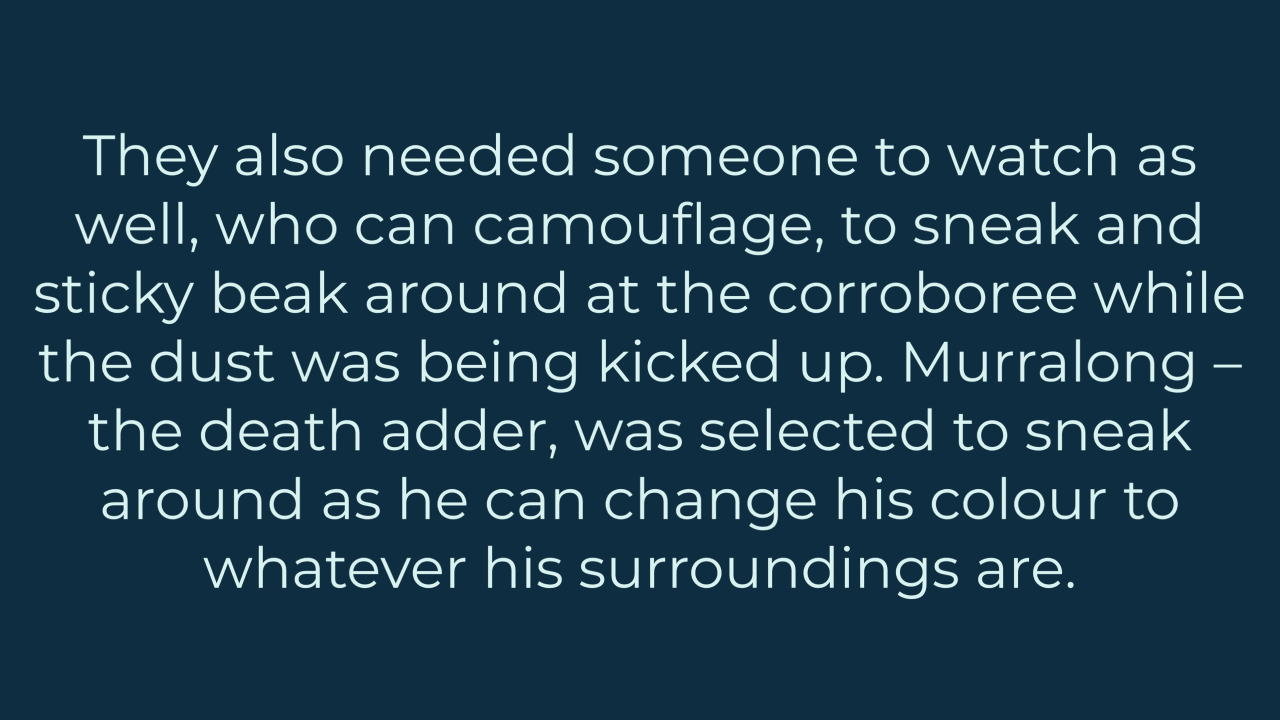 They also needed someone to watch as
well, who can camouflage, to sneak and
sticky beak around at the corroboree while
the dust was being kicked up. Murralong –
the death adder, was selected to sneak
around as he can change his colour to
whatever his surroundings are.